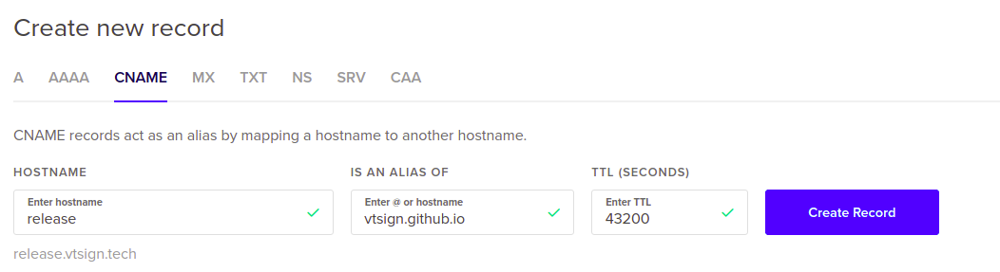 Create new record
A AAAA CNAME MX TXT NS SRV CAA
CNAME records act as an alias by mapping a hostname to another hostname.
HOSTNAME IS AN ALIAS OF TTL (SECONDS)
Enter hostname Enter @ or hostname Enter TTL
release vtsign.github.io 43200 Create Record
release.vtsign.tech